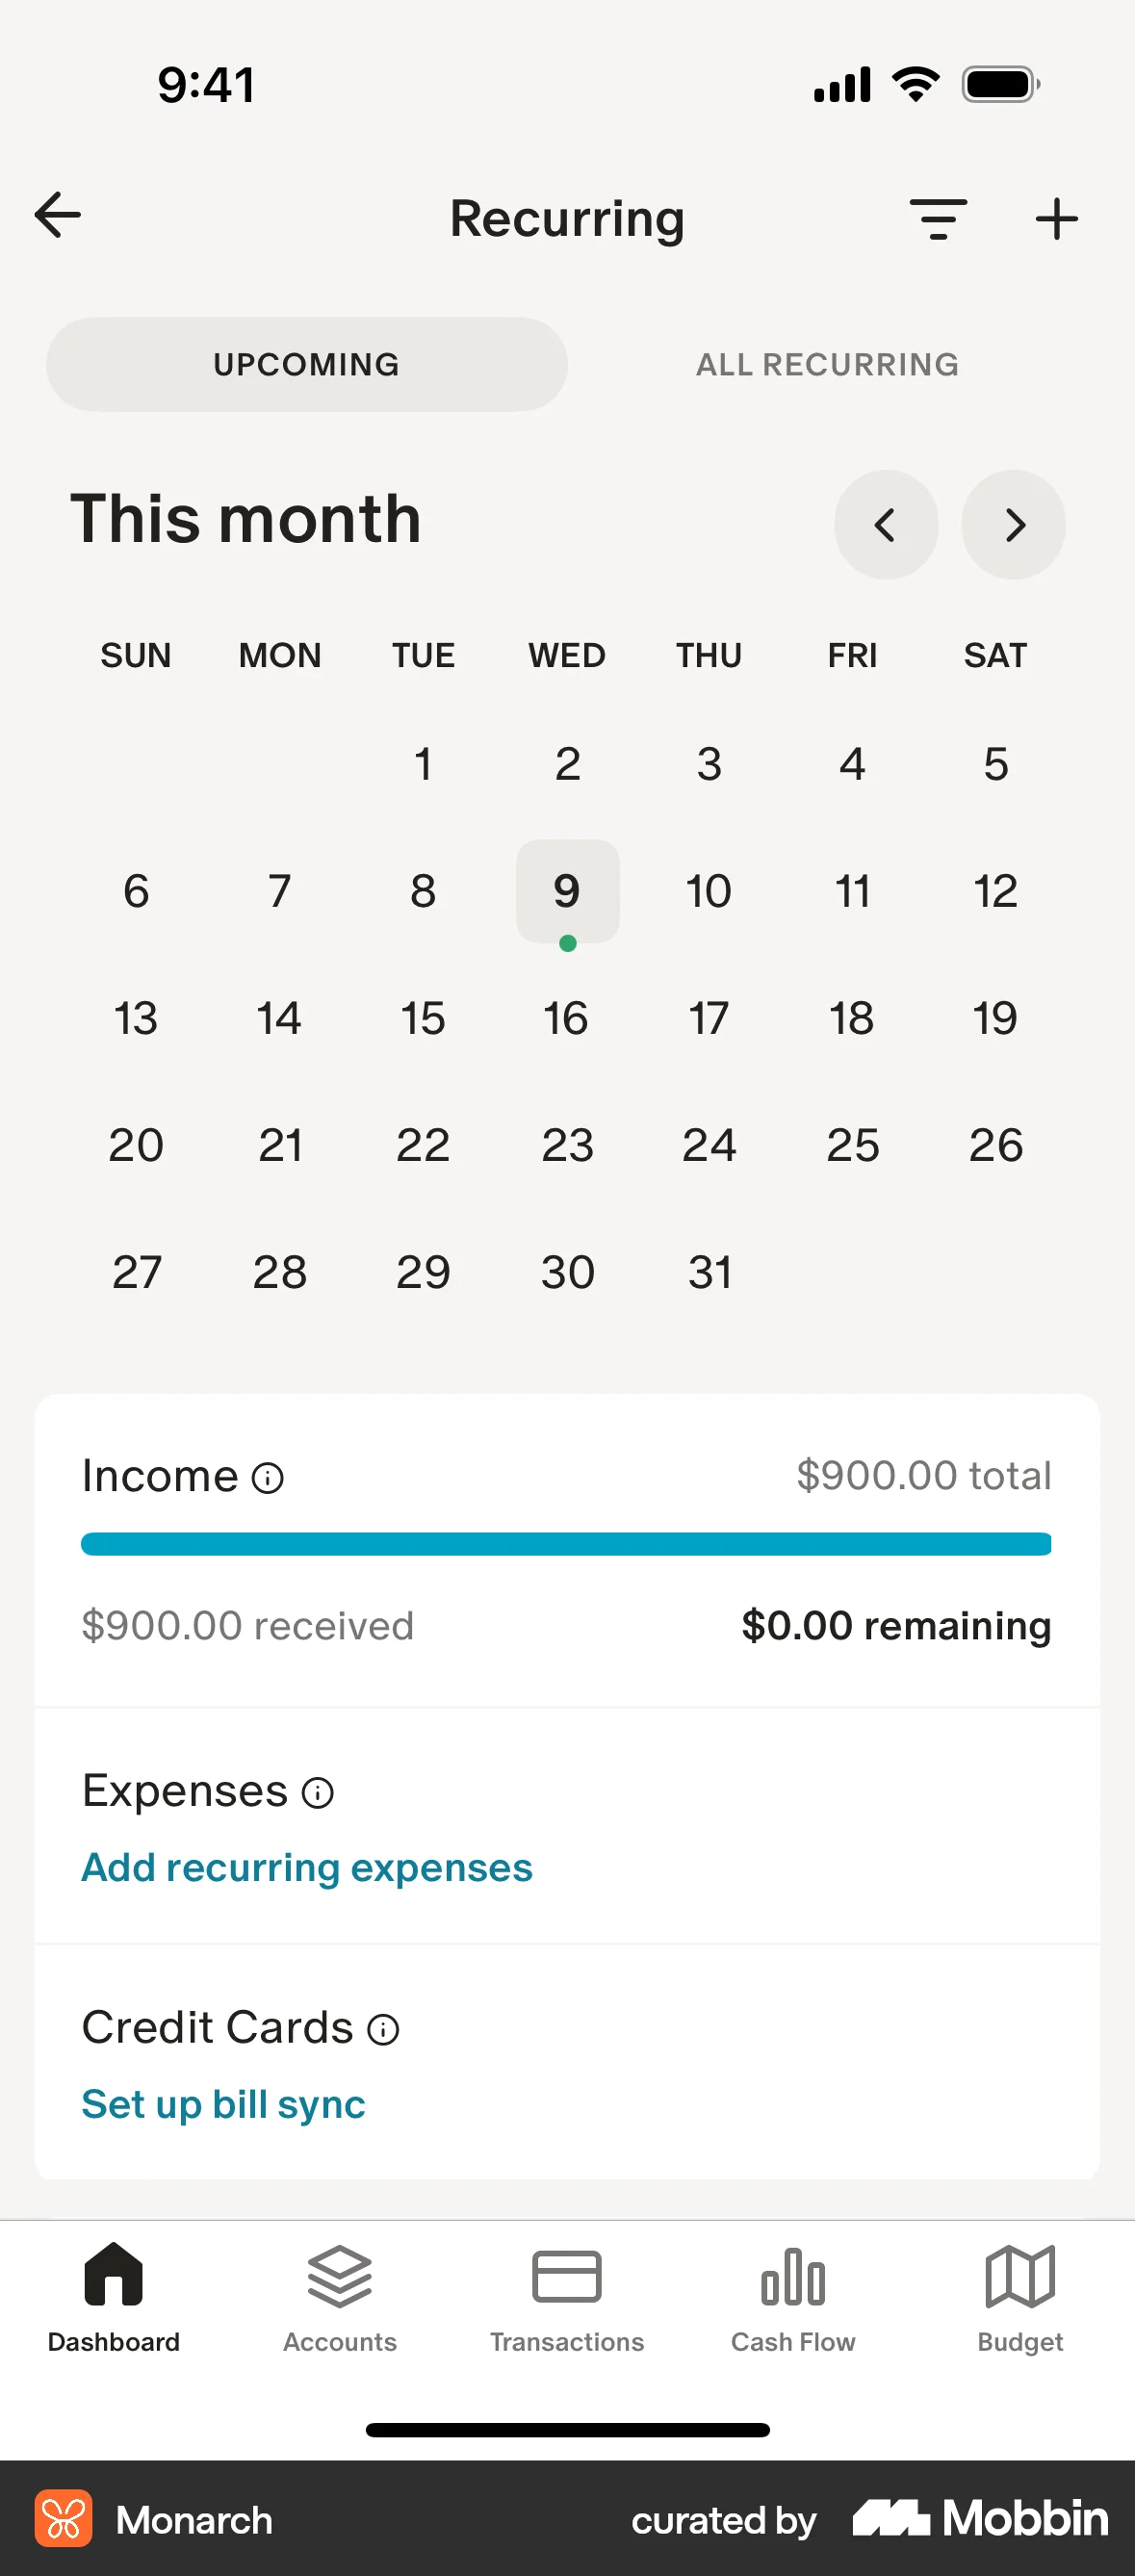 9:41
Recurring
UPCOMING ALL RECURRING
This month
SUN MON TUE WED THU FRI SAT
1 2 3 4 5
6 7 8 9 10 11 12
13 14 15 16 17 18 19
20 21 22 23 24 25 26
27 28 29 30 31
Income $900.00 total
$900.00 received $0.00 remaining
Expenses
Add recurring expenses
Credit Cards
Set up bill sync
Dashboard Accounts Transactions Cash Flow Budget
Monarch curated by Mobbin